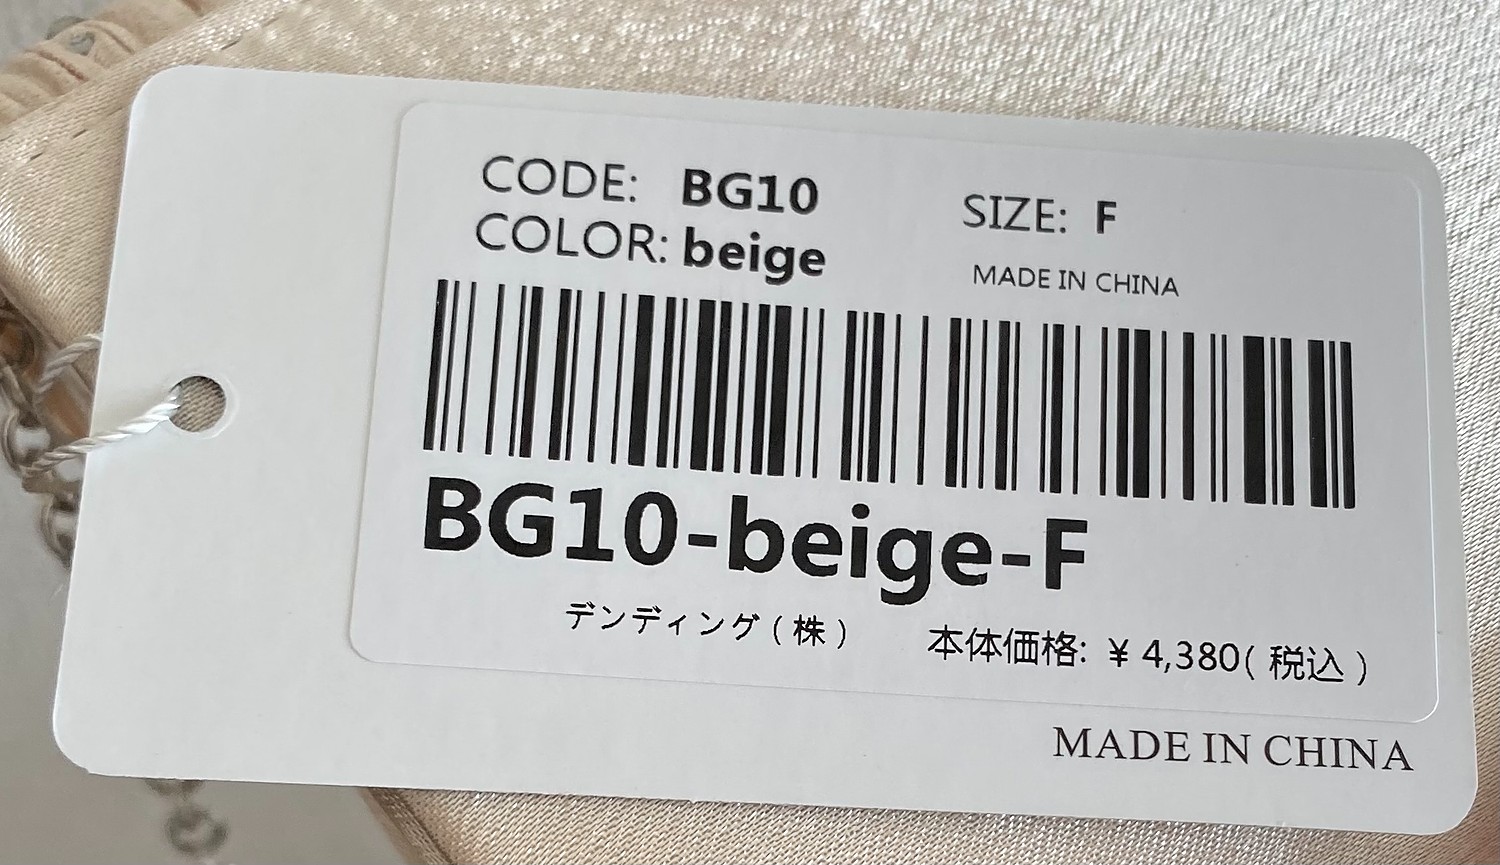 CODE: BG10
COLOR: beige
SIZE: F
MADE IN CHINA
BG10-beige-F
デンディング(株)
本体価格: ¥ 4,380(税込)
MADE IN CHINA